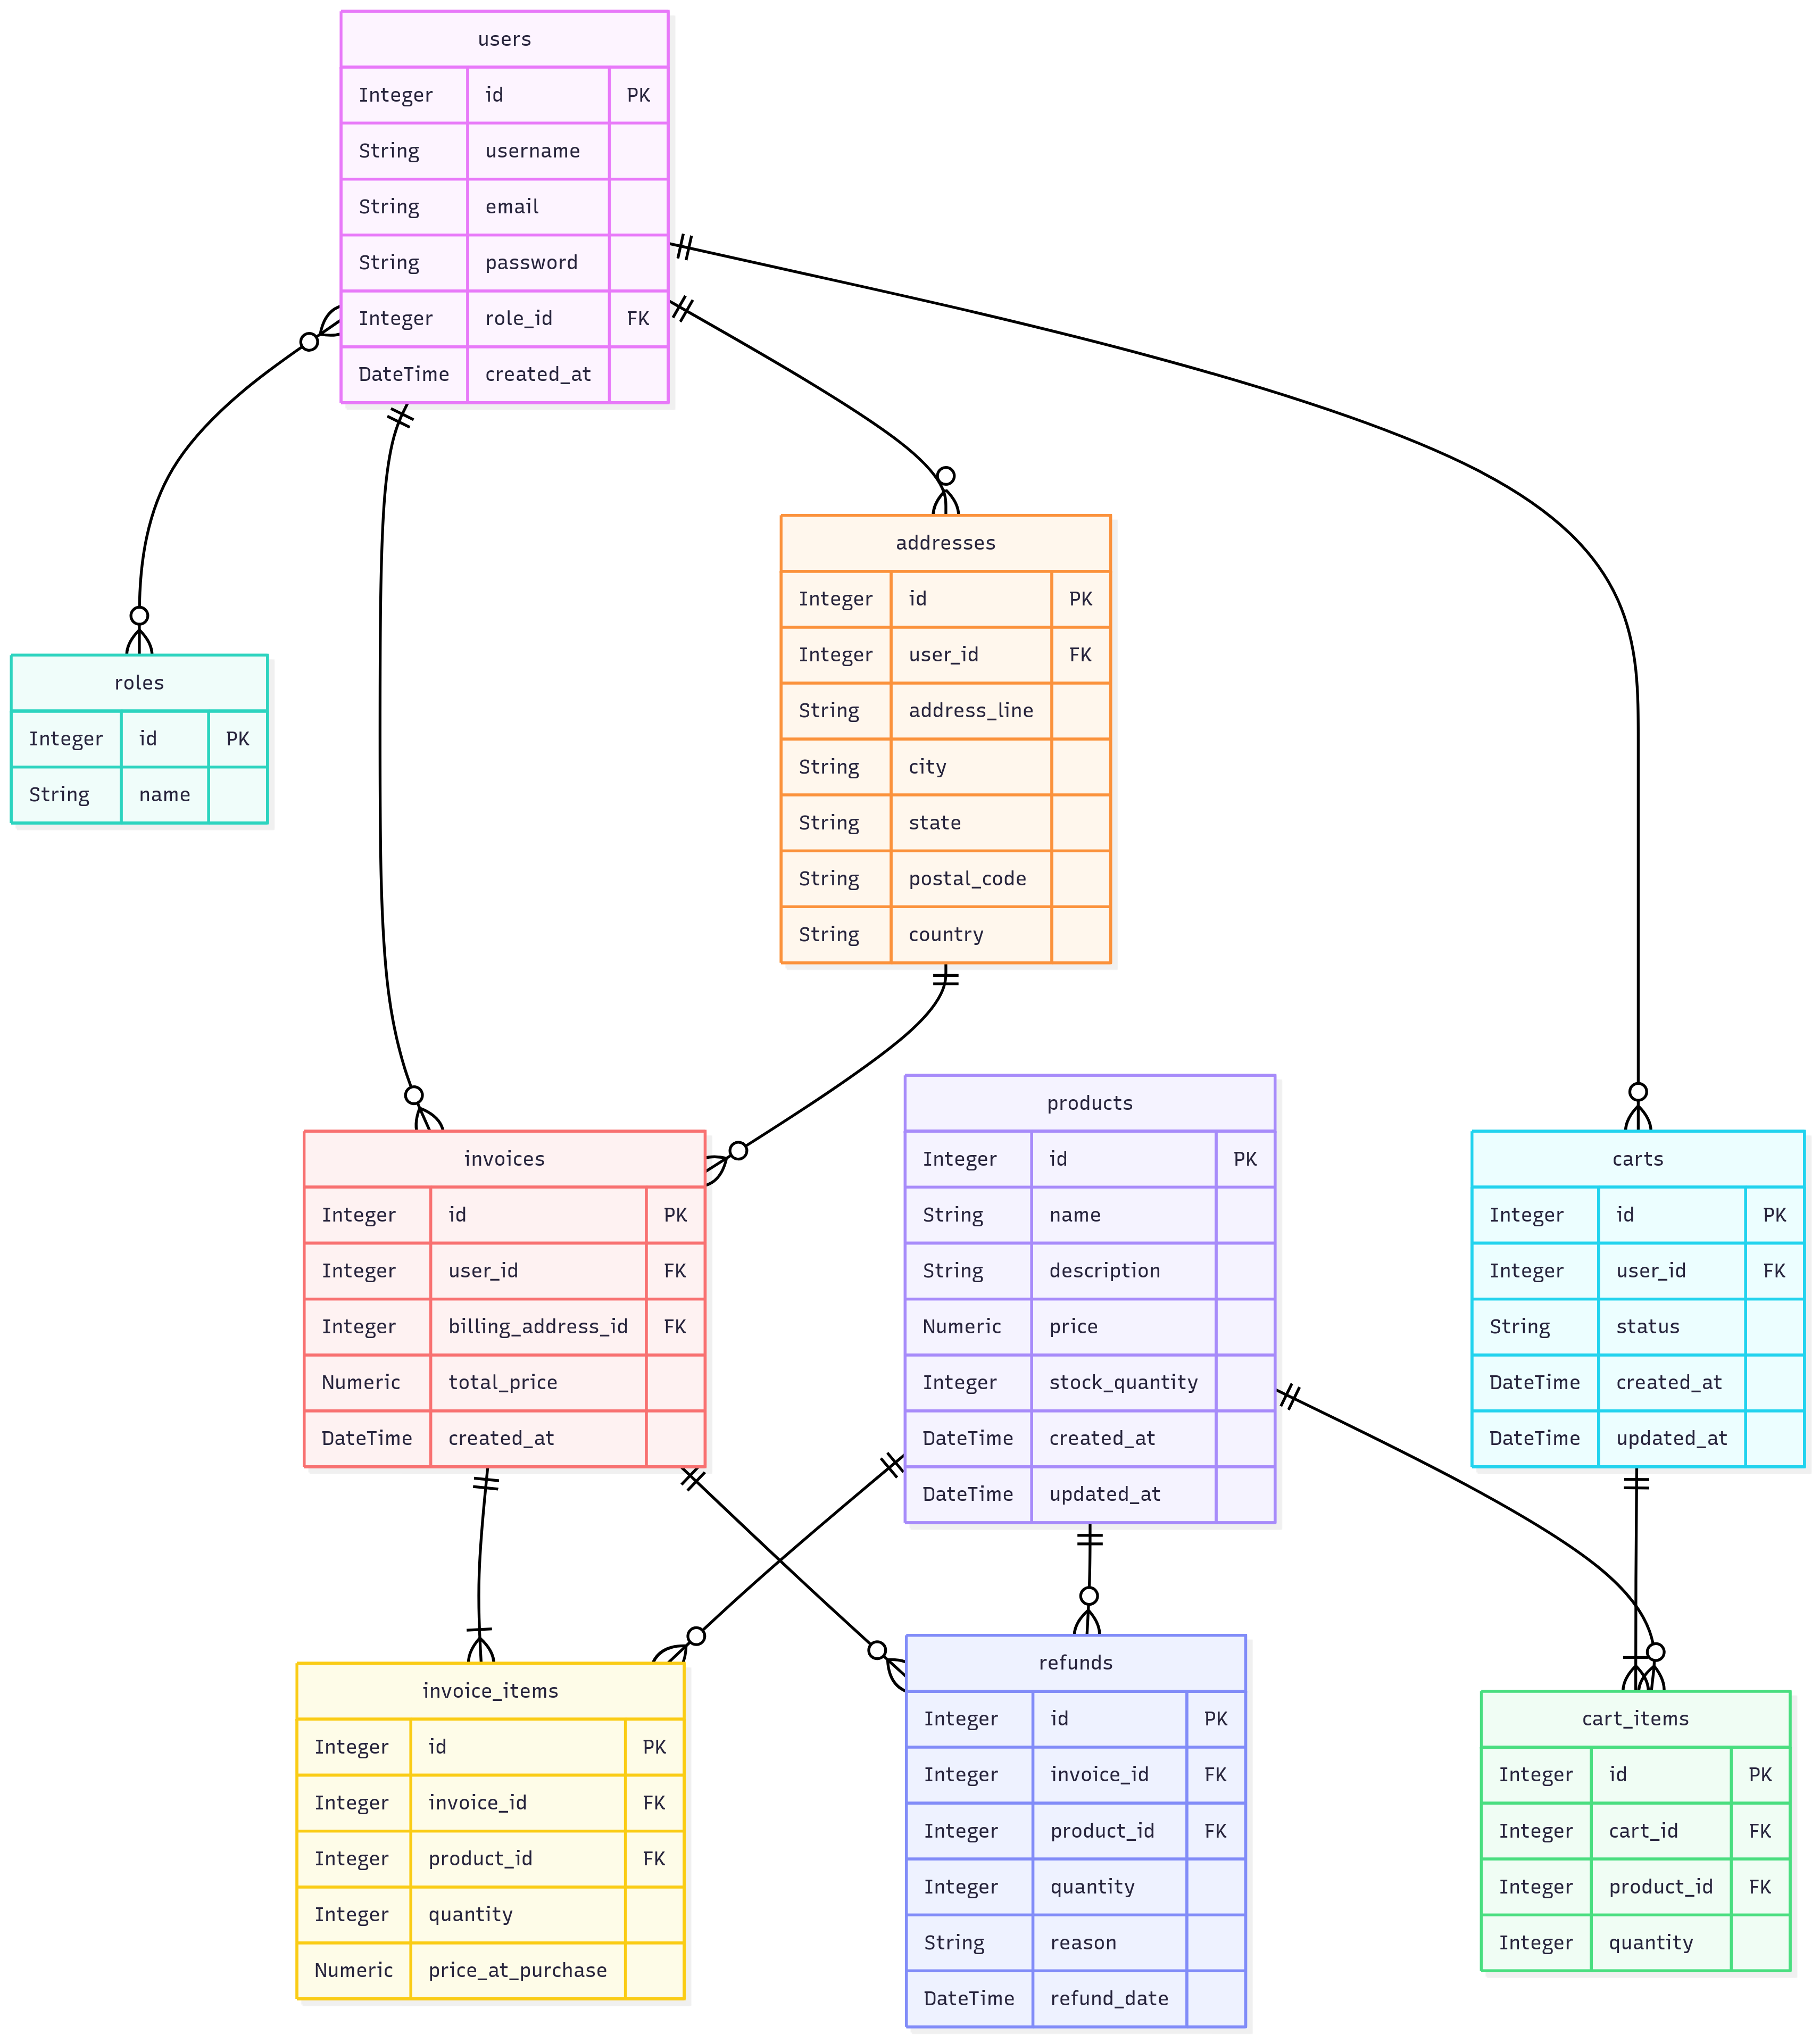 users
Integer id PK
String username
String email
String password
Integer role_id FK
DateTime created_at
addresses
Integer id PK
Integer user_id FK
String address_line
String city
String state
String postal_code
String country
roles
Integer id PK
String name
invoices
Integer id PK
Integer user_id FK
Integer billing_address_id FK
Numeric total_price
DateTime created_at
products
Integer id PK
String name
String description
Numeric price
Integer stock_quantity
DateTime created_at
DateTime updated_at
carts
Integer id PK
Integer user_id FK
String status
DateTime created_at
DateTime updated_at
invoice_items
Integer id PK
Integer invoice_id FK
Integer product_id FK
Integer quantity
Numeric price_at_purchase
refunds
Integer id PK
Integer invoice_id FK
Integer product_id FK
Integer quantity
String reason
DateTime refund_date
cart_items
Integer id PK
Integer cart_id FK
Integer product_id FK
Integer quantity